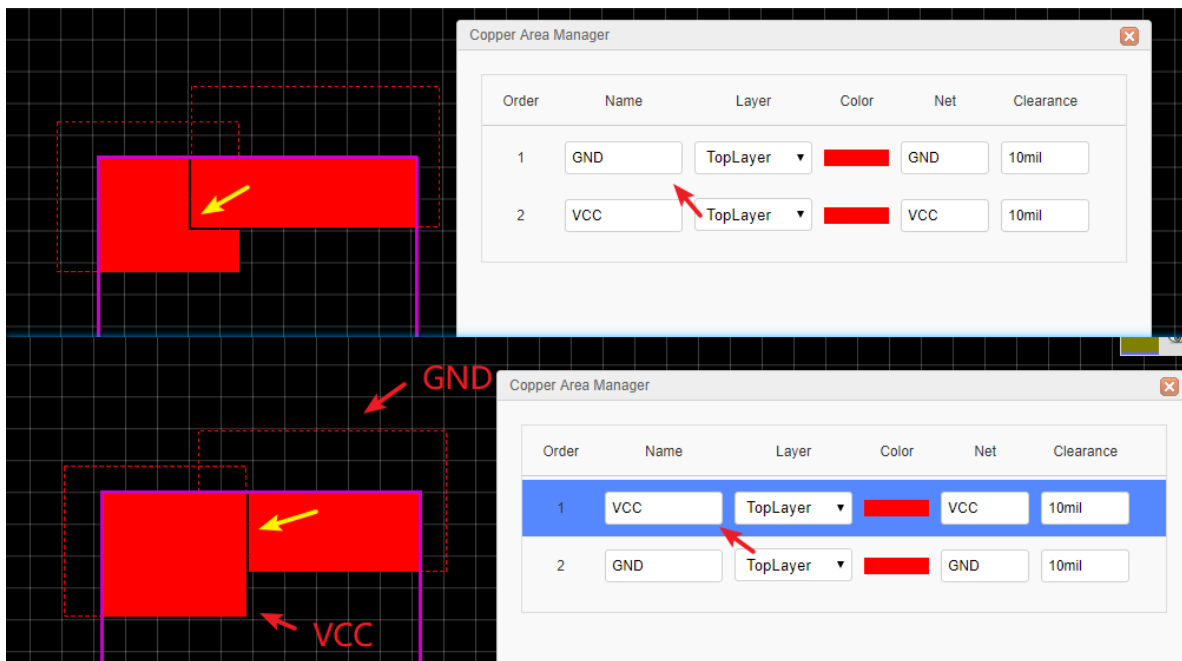 Copper Area Manager
Order Name Layer Color Net Clearance
1 GND TopLayer GND 10mil
2 VCC TopLayer VCC 10mil
GND
Copper Area Manager
Order Name Layer Color Net Clearance
1 VCC TopLayer VCC 10mil
2 GND TopLayer GND 10mil
VCC